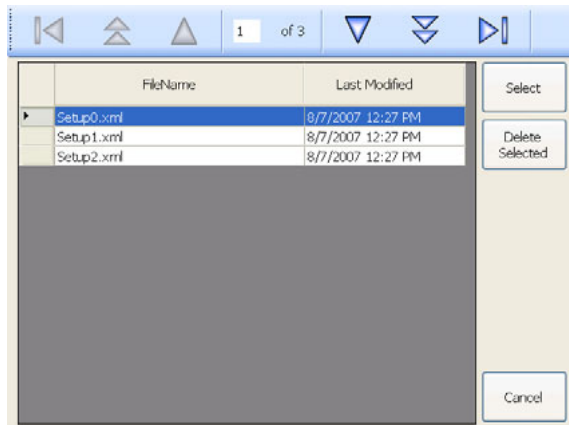 1 of 3
FileName Last Modified
Setup0.xml 8/7/2007 12:27 PM
Setup1.xml 8/7/2007 12:27 PM
Setup2.xml 8/7/2007 12:27 PM
Select
Delete
Selected
Cancel